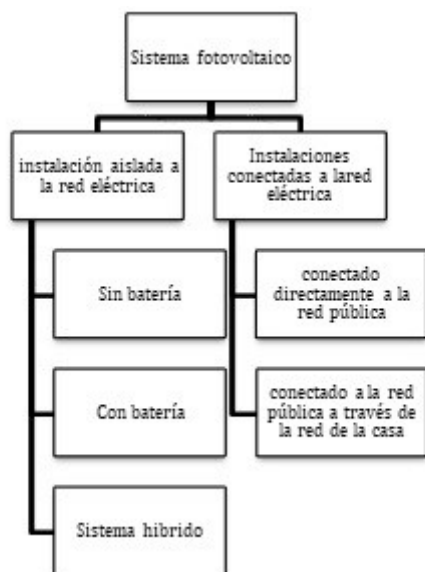 Sistema fotovoltaico
instalación aislada a
la red eléctrica
Instalaciones
conectadas a lared
eléctrica
Sin batería
conectado
directamente a la
red pública
Con batería
conectado a la red
pública a través de
la red de la casa
Sistema hibrido